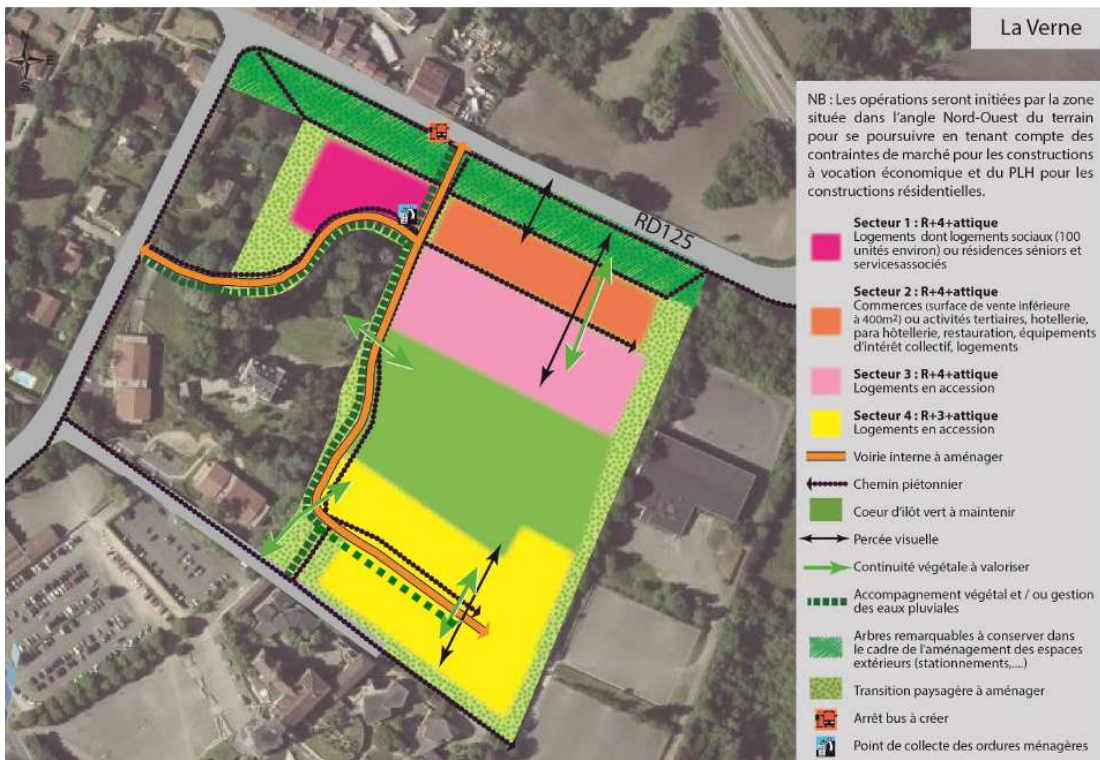 La Verne
N
E
S
RD125
NB : Les opérations seront initiées par la zone
située dans l'angle Nord-Ouest du terrain
pour se poursuivre en tenant compte des
contraintes de marché pour les constructions
à vocation économique et du PLH pour les
constructions résidentielles.
Secteur 1 : R+4+attique
Logements dont logements sociaux (100
unités environ) ou résidences séniors et
servicesassociés
Secteur 2 : R+4+attique
Commerces (surface de vente inférieure
à 400m²) ou activités tertiaires, hotellerie,
para hôtellerie, restauration, équipements
d'intérêt collectif, logements
Secteur 3 : R+4+attique
Logements en accession
Secteur 4 : R+3+attique
Logements en accession
Voirie interne à aménager
Chemin piétonnier
Coeur d'ilôt vert à maintenir
Percée visuelle
Continuité végétale à valoriser
Accompagnement végétal et / ou gestion
des eaux pluviales
Arbres remarquables à conserver dans
le cadre de l'aménagement des espaces
extérieurs (stationnements,....)
Transition paysagère à aménager
Arrêt bus à créer
Point de collecte des ordures ménagères